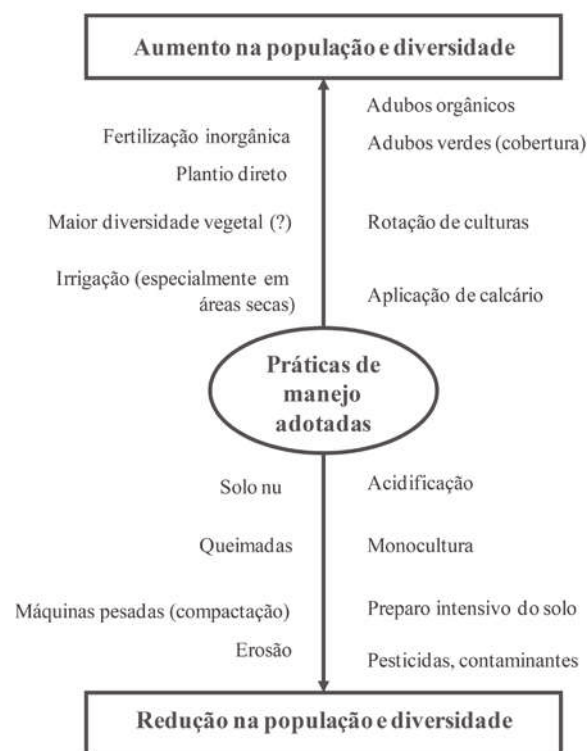 Aumento na população e diversidade
Adubos orgânicos
Fertilização inorgânica
Adubos verdes (cobertura)
Plantio direto
Maior diversidade vegetal (?)
Rotação de culturas
Irrigação (especialmente em
áreas secas)
Aplicação de calcário
Práticas de
manejo
adotadas
Solo nu
Acidificação
Queimadas
Monocultura
Máquinas pesadas (compactação)
Preparo intensivo do solo
Erosão
Pesticidas, contaminantes
Redução na população e diversidade